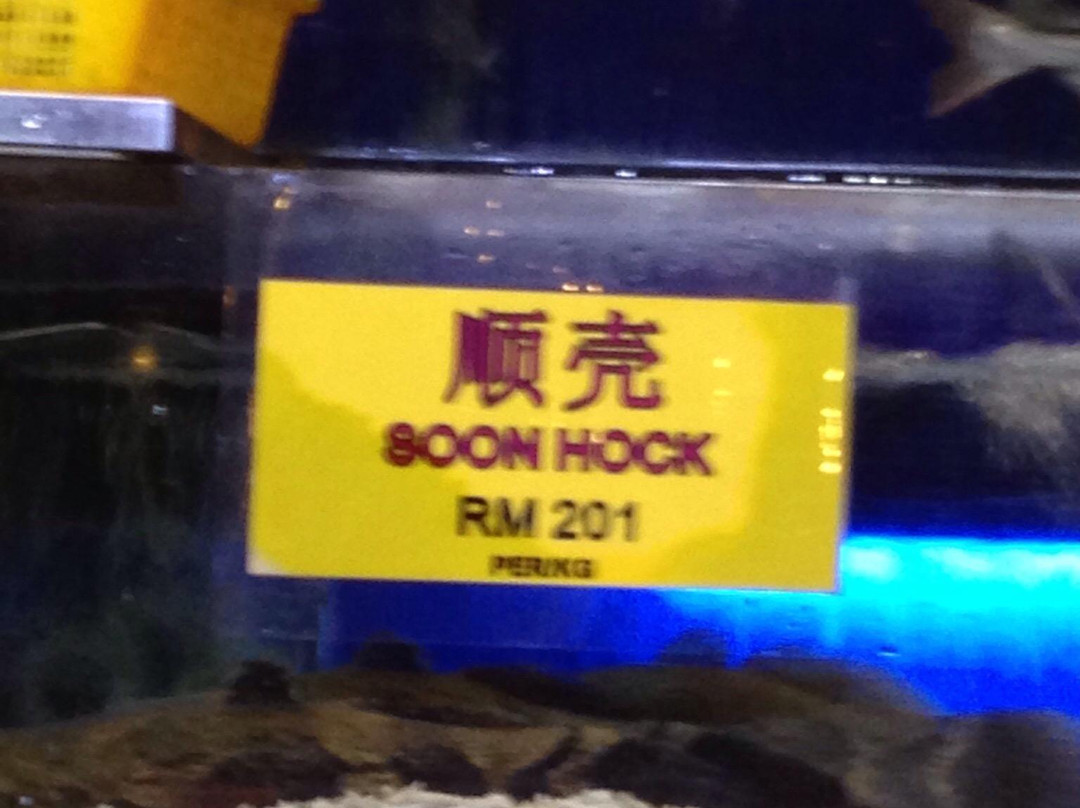 顺壳
SOON HOCK
RM 201
PER/KG